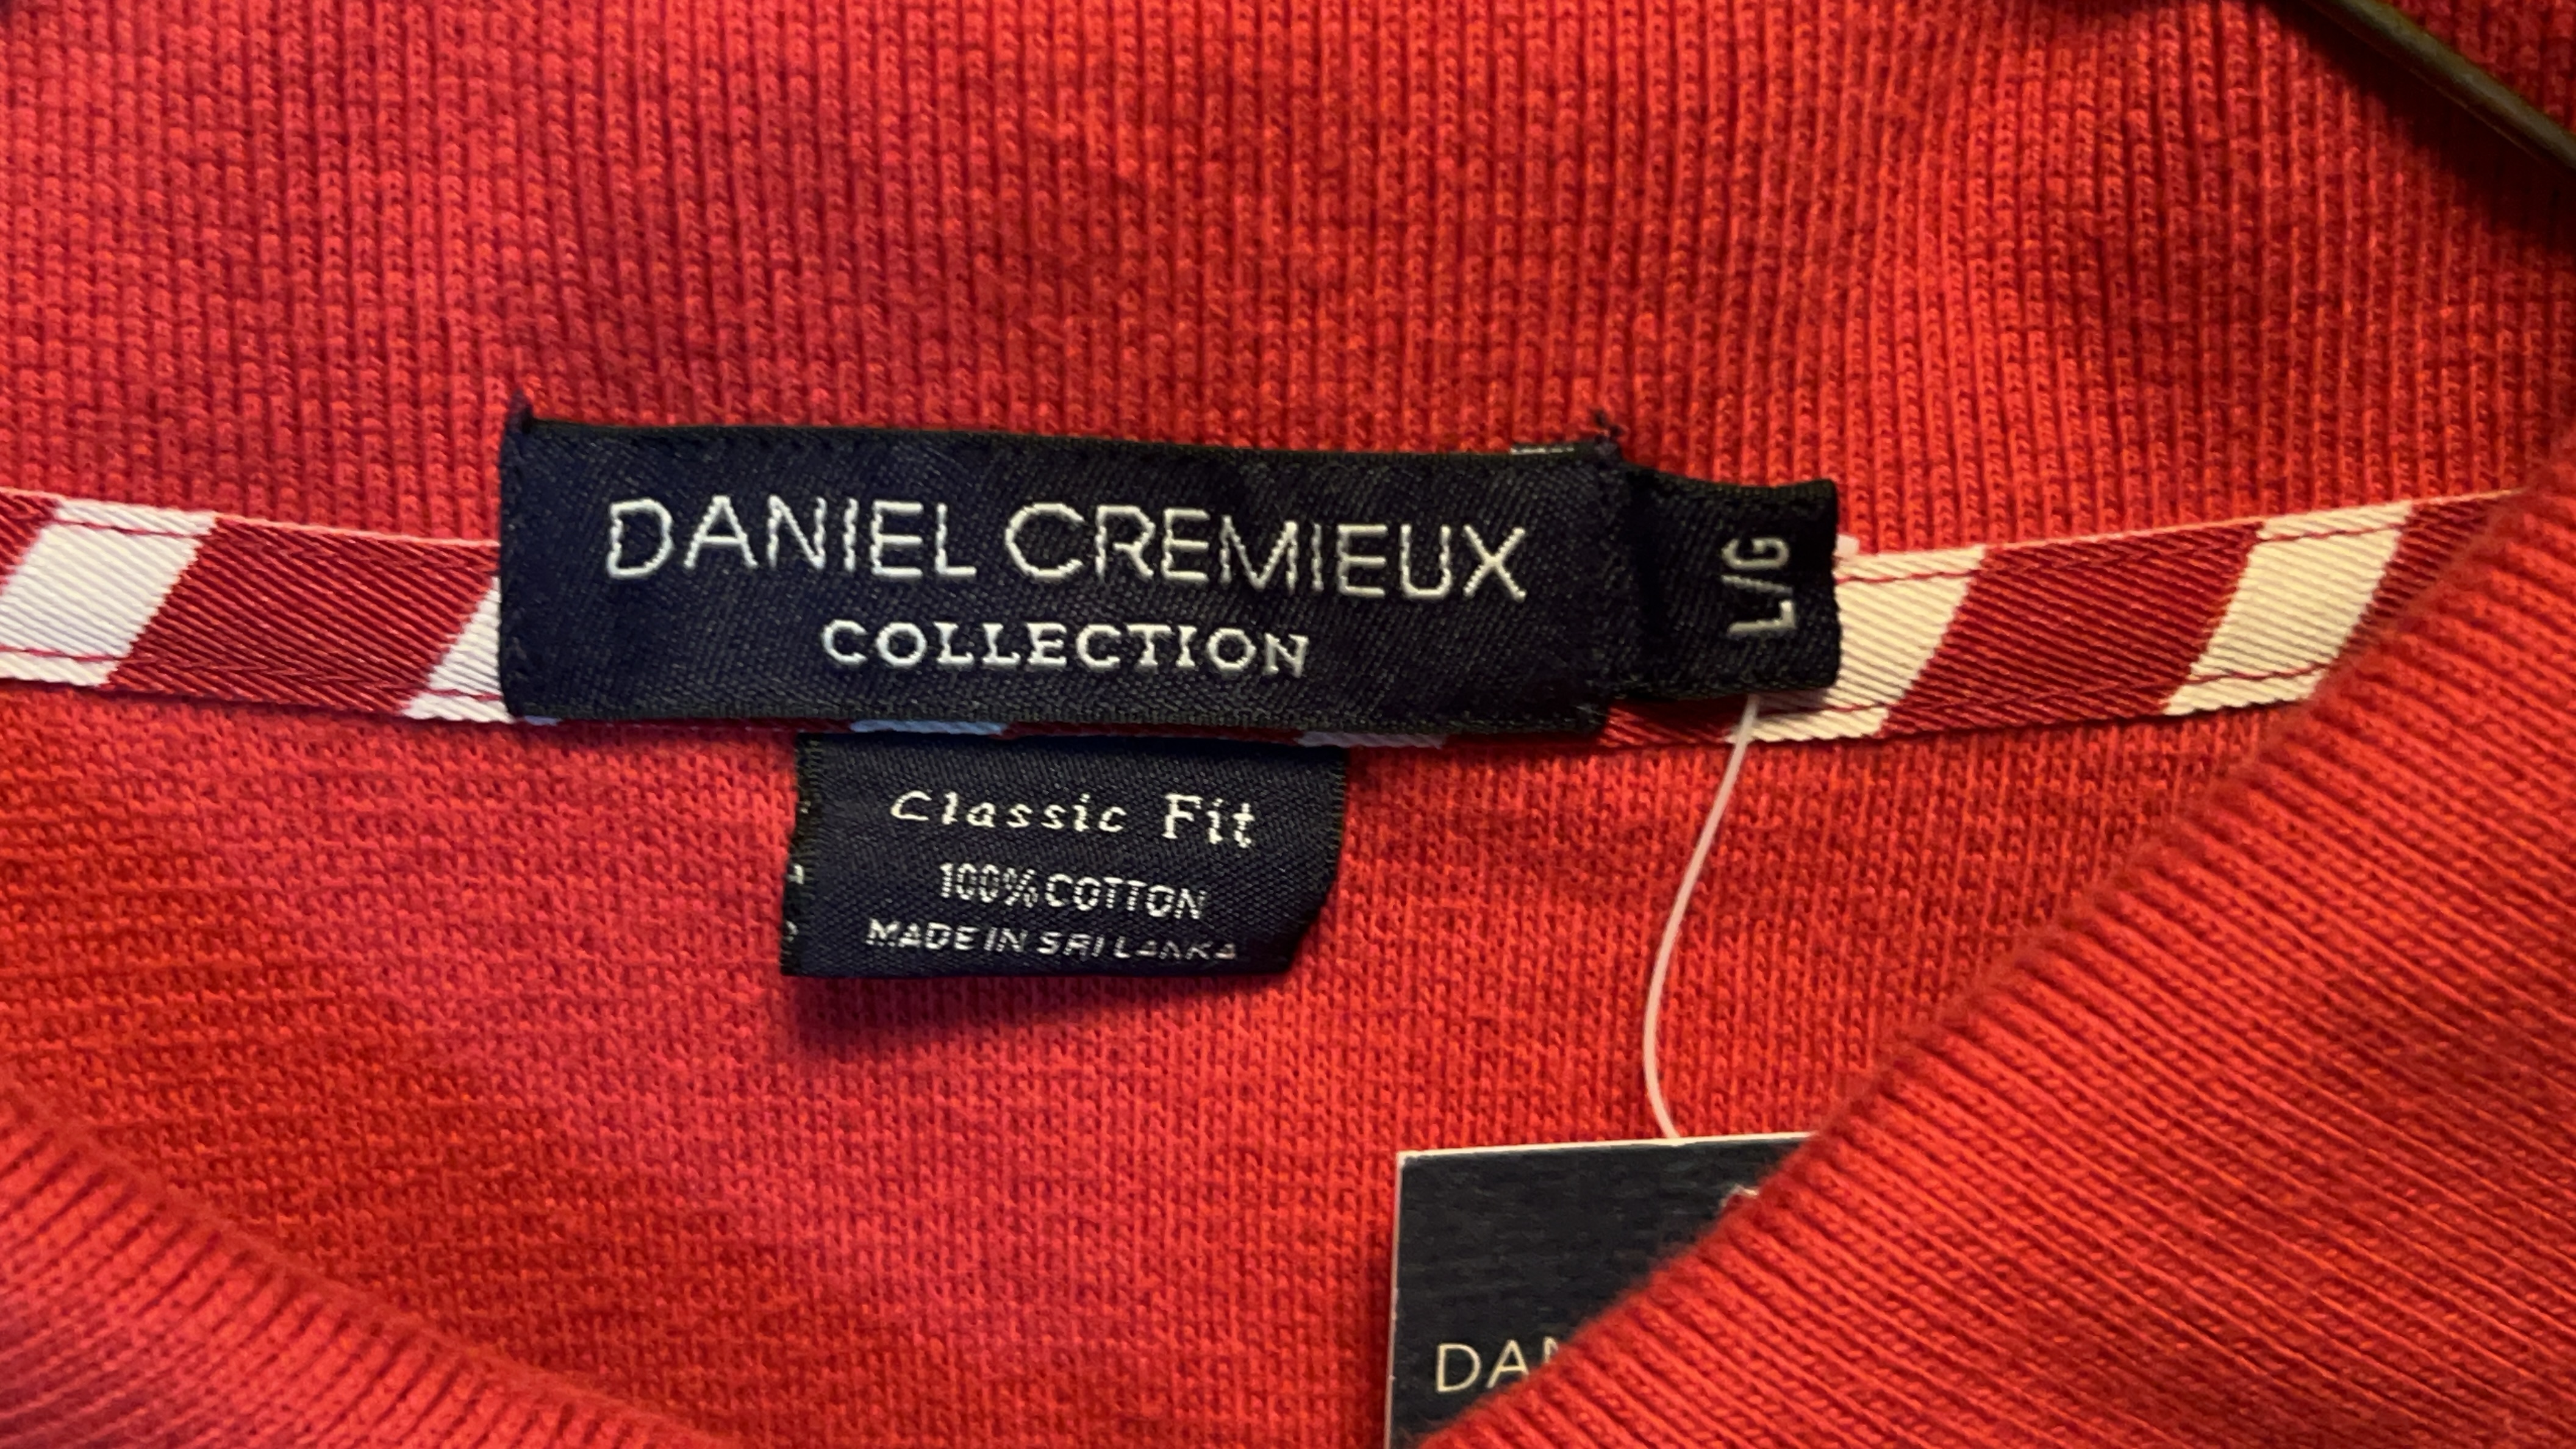 DANIEL CREMIEUX
COLLECTION
L/G
Classic Fit
100% COTTON
MADE IN SRI LANKA
DAN